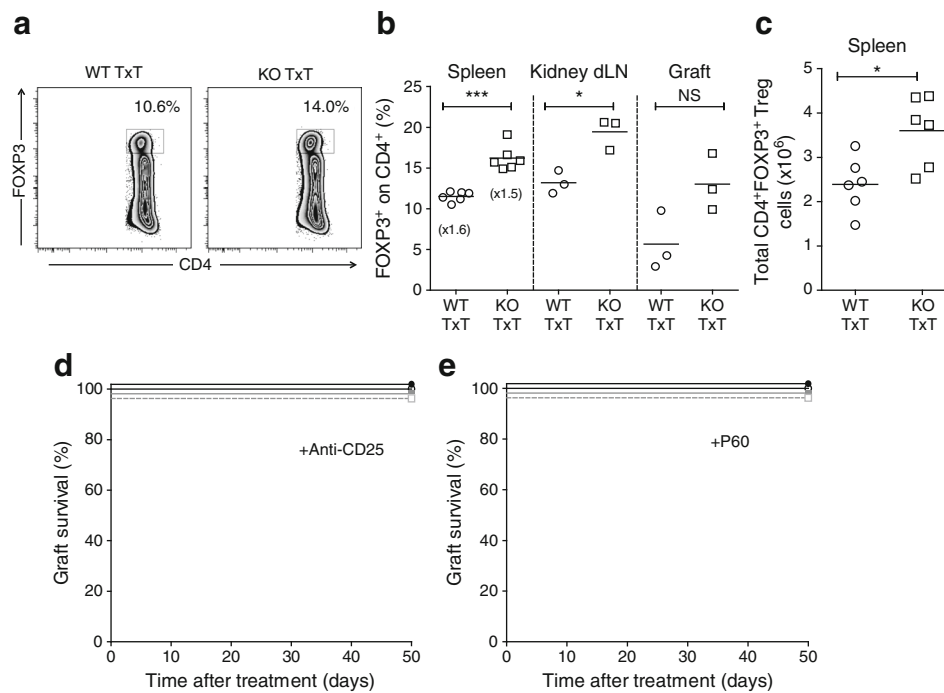 a
WT TxT
KO TxT
10.6%
14.0%
FOXP3
CD4
b
Spleen
Kidney dLN
Graft
***
*
NS
FOXP3⁺ on CD4⁺ (%)
25
20
15
10
5
0
(x1.6)
(x1.5)
WT TxT
KO TxT
WT TxT
KO TxT
WT TxT
KO TxT
c
Spleen
*
Total CD4⁺FOXP3⁺ Treg
cells (x10⁶)
5
4
3
2
1
0
WT TxT
KO TxT
d
Graft survival (%)
100
80
60
40
20
0
+Anti-CD25
0 10 20 30 40 50
Time after treatment (days)
e
Graft survival (%)
100
80
60
40
20
0
+P60
0 10 20 30 40 50
Time after treatment (days)